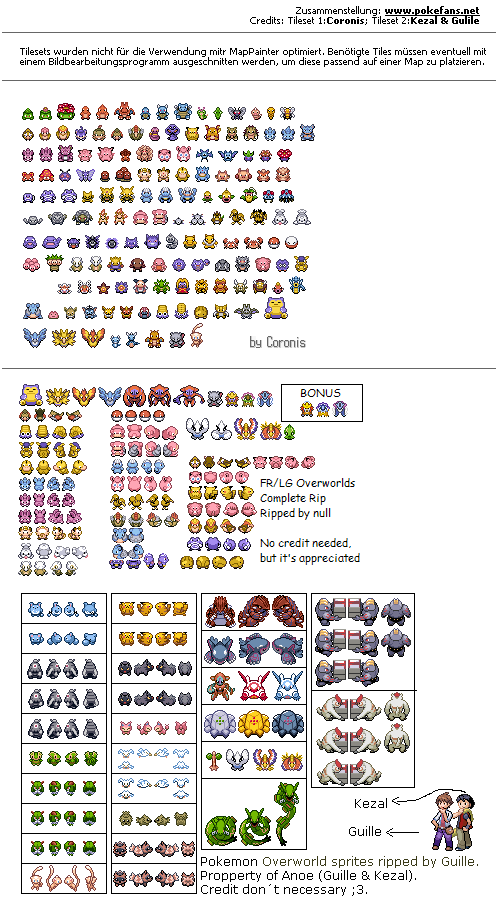 Zusammenstellung: www.pokefans.net
Credits: Tileset 1:Coronis; Tileset 2:Kezal & Gulile
Tilesets wurden nicht für die Verwendung mitr MapPainter optimiert. Benötigte Tiles müssen eventuell mit
einem Bildbearbeitungsprogramm ausgeschnitten werden, um diese passend auf einer Map zu platzieren.
by Coronis
BONUS
FR/LG Overworlds
Complete Rip
Ripped by null
No credit needed,
but it's appreciated
Kezal
Guille
Pokemon Overworld sprites ripped by Guille.
Propperty of Anoe (Guille & Kezal).
Credit don´t necessary ;3.